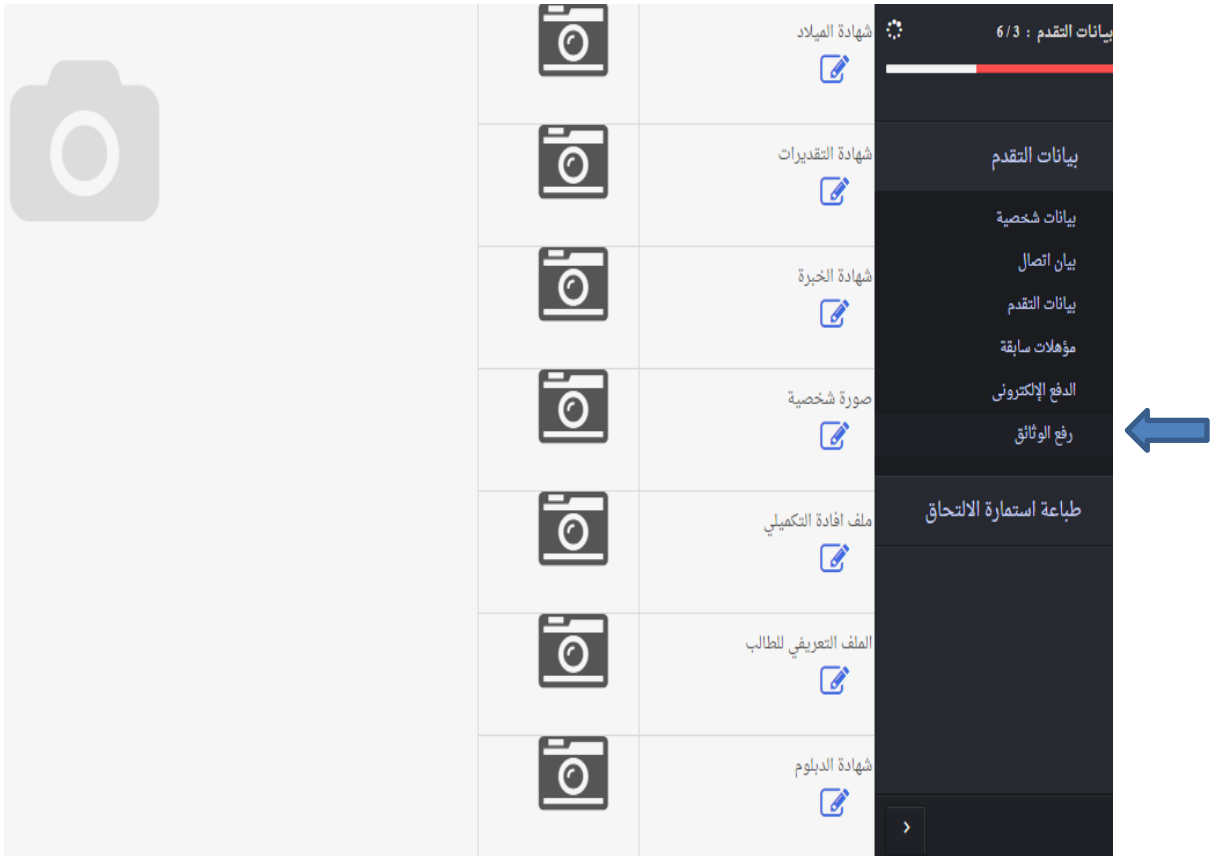 بيانات التقدم : 3 / 6
بيانات التقدم
بيانات شخصية
بيان اتصال
بيانات التقدم
مؤهلات سابقة
الدفع الإلكترونى
رفع الوثائق
طباعة استمارة الالتحاق
شهادة الميلاد
شهادة التقديرات
شهادة الخبرة
صورة شخصية
ملف افادة التكميلي
الملف التعريفي للطالب
شهادة الدبلوم